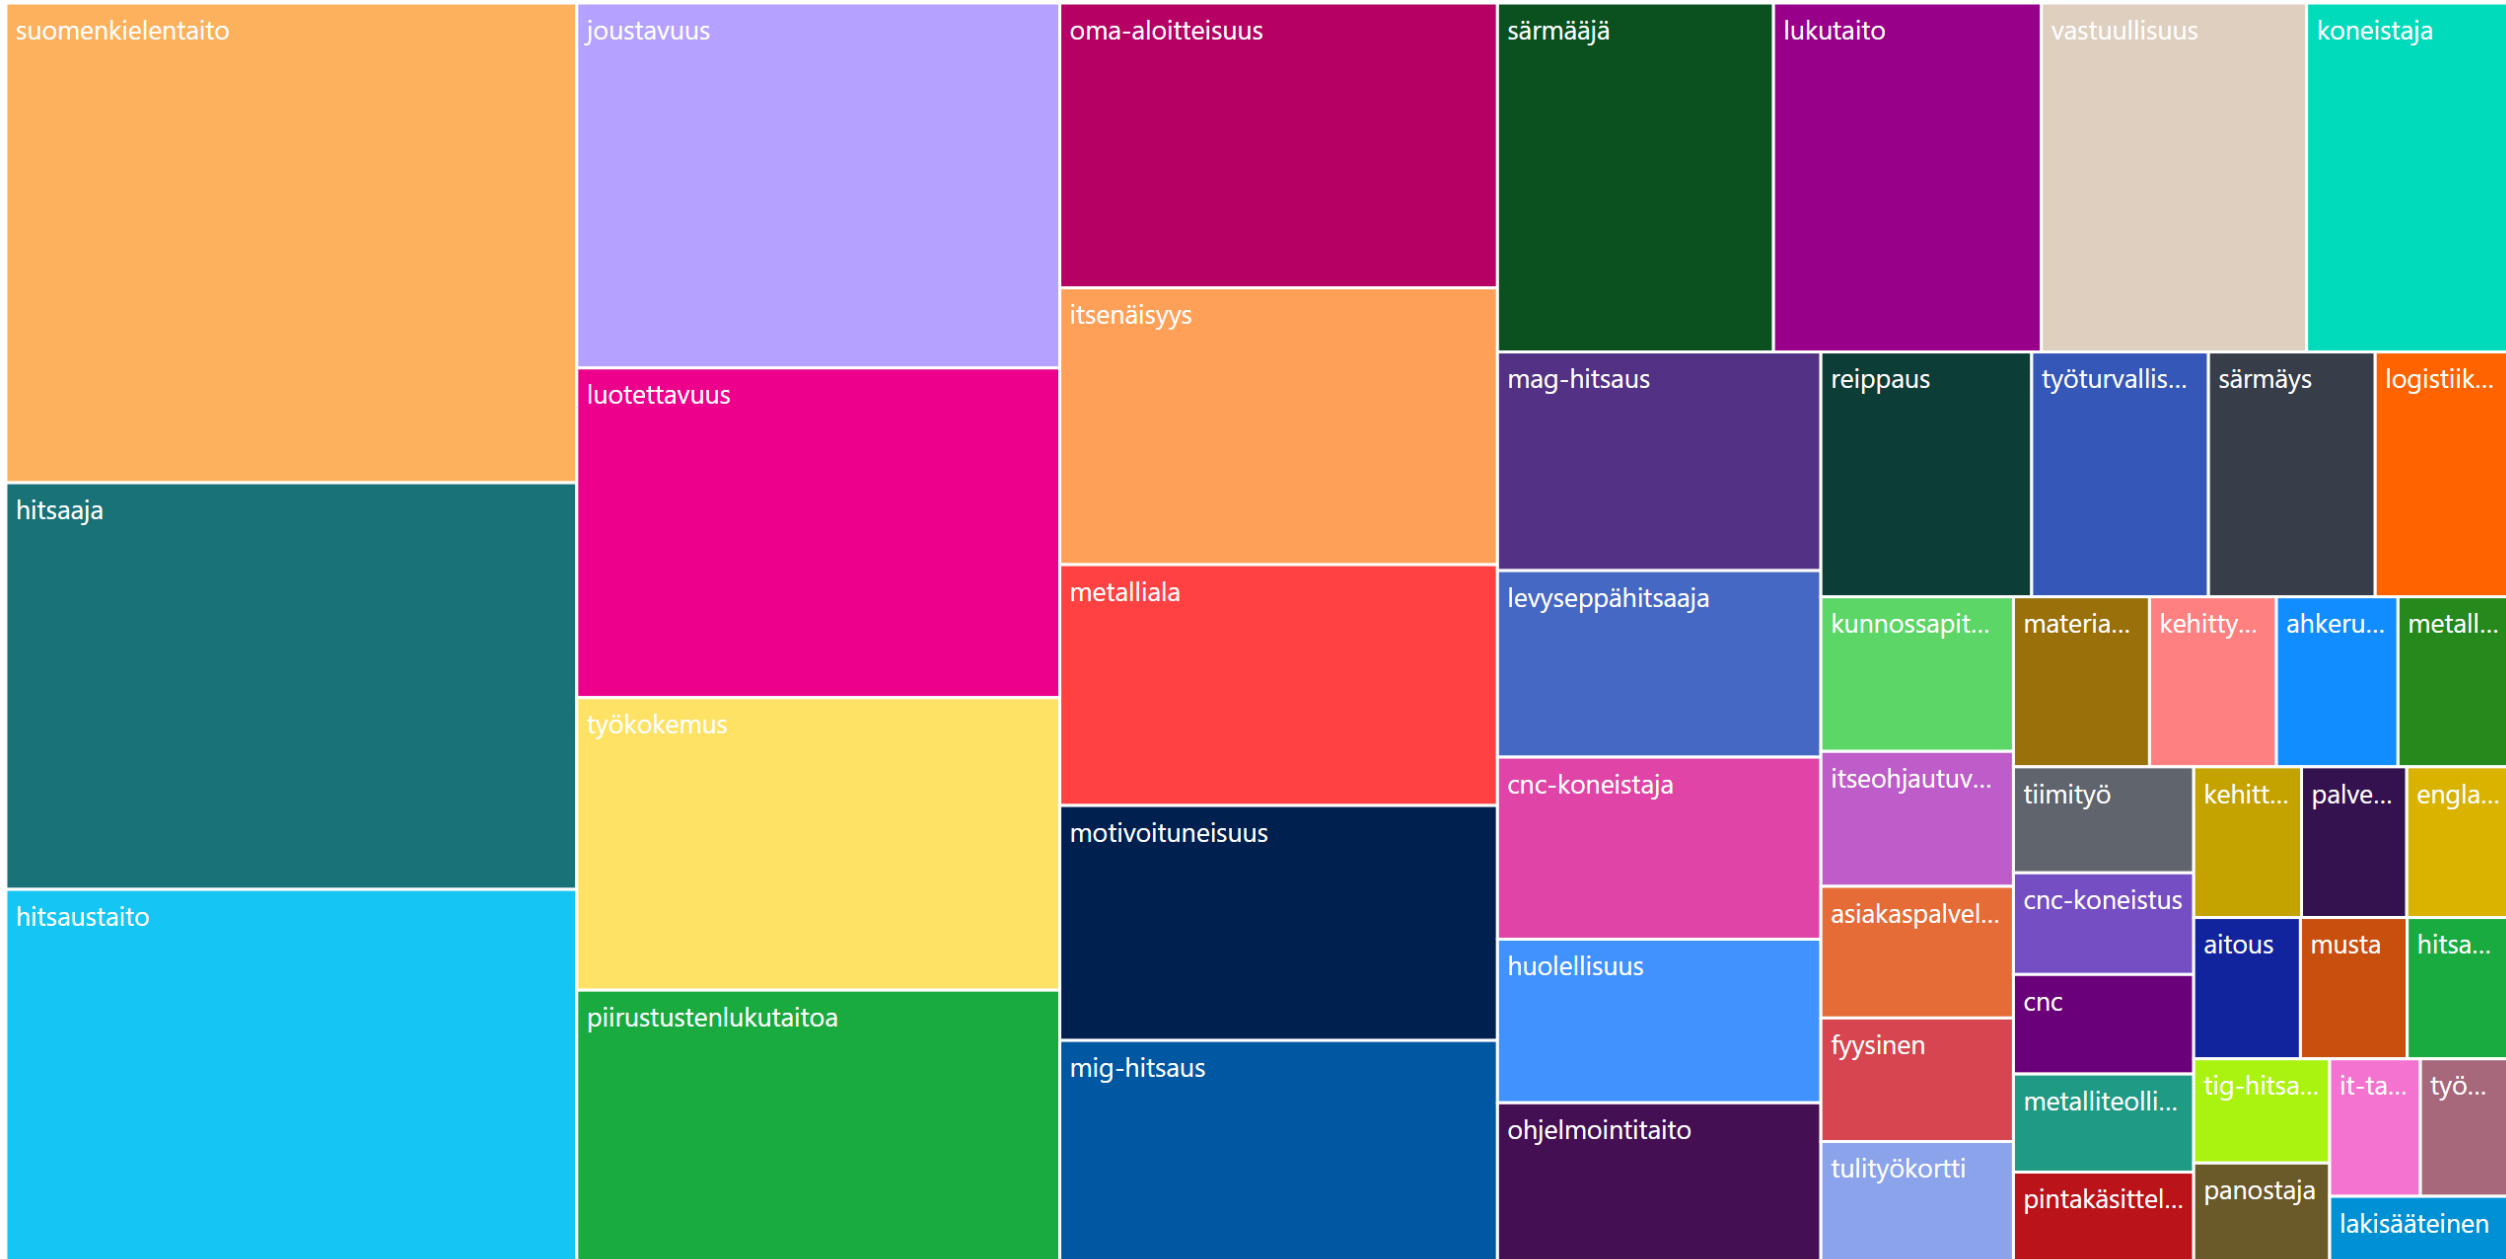 suomenkielentaito
hitsaaja
hitsaustaito
joustavuus
luotettavuus
työkokemus
piirustustenlukutaitoa
oma-aloitteisuus
itsenäisyys
metalliala
motivoituneisuus
mig-hitsaus
särmääjä
lukutaito
vastuullisuus
koneistaja
mag-hitsaus
levyseppähitsaaja
cnc-koneistaja
huolellisuus
ohjelmointitaito
reippaus
työturvallis...
särmäys
logistiik...
kunnossapit...
itseohjautuv...
asiakaspalvel...
fyysinen
tulityökortti
materia...
kehitty...
ahkeru...
metall...
tiimityö
cnc-koneistus
cnc
metalliteolli...
pintakäsittel...
kehitt...
palve...
engla...
aitous
musta
hitsa...
tig-hitsa...
panostaja
it-ta...
työ...
lakisääteinen